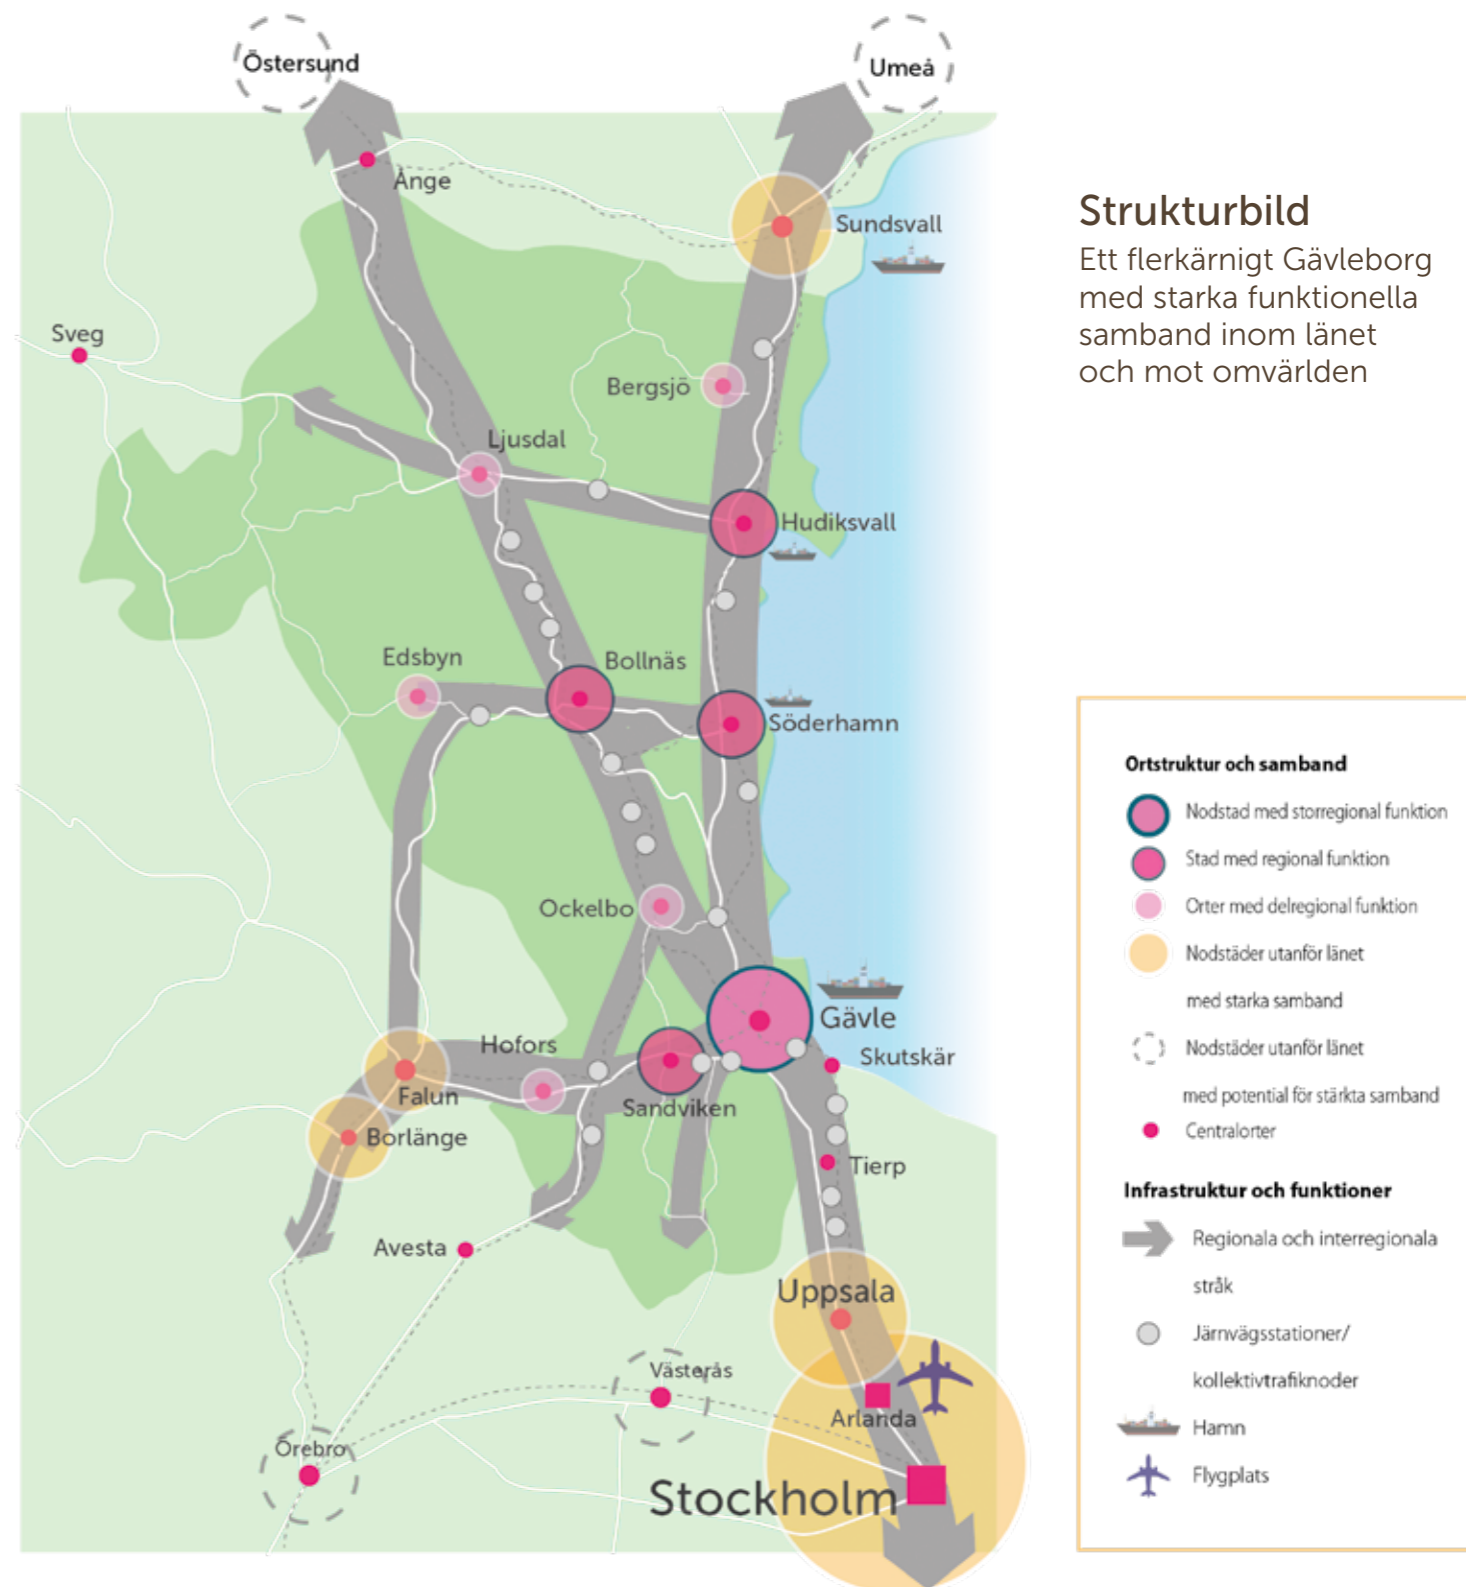 Östersund
Umeå
Ånge
Sundsvall
Strukturbild
Ett flerkärnigt Gävleborg
med starka funktionella
samband inom länet
och mot omvärlden
Sveg
Bergsjö
Ljusdal
Hudiksvall
Edsbyn
Bollnäs
Söderhamn
Ockelbo
Gävle
Hofors
Skutskär
Falun
Sandviken
Borlänge
Tierp
Avesta
Uppsala
Västerås
Arlanda
Örebro
Stockholm
Ortstruktur och samband
Nodstad med storregional funktion
Stad med regional funktion
Orter med delregional funktion
Nodstäder utanför länet
med starka samband
Nodstäder utanför länet
med potential för stärkta samband
Centralorter
Infrastruktur och funktioner
Regionala och interregionala
stråk
Järnvägsstationer/
kollektivtrafiknoder
Hamn
Flygplats